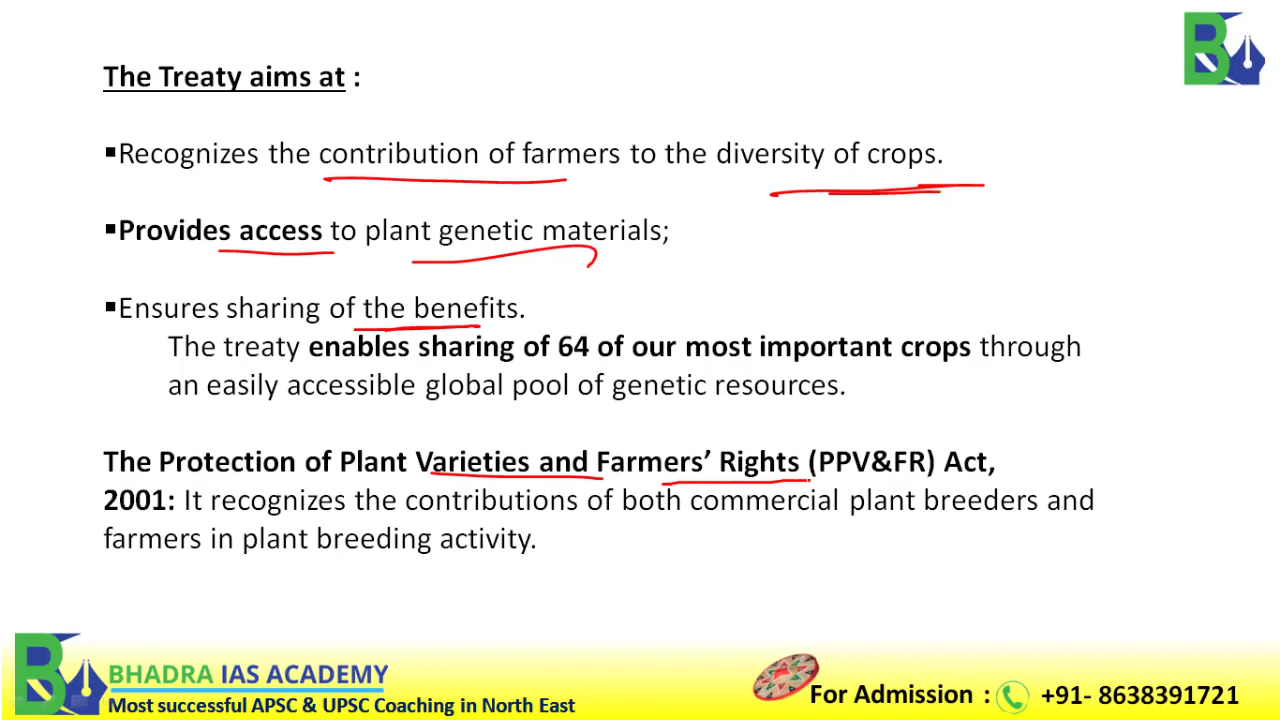 The Treaty aims at :
▪Recognizes the contribution of farmers to the diversity of crops.
▪Provides access to plant genetic materials;
▪Ensures sharing of the benefits.
The treaty enables sharing of 64 of our most important crops through
an easily accessible global pool of genetic resources.
The Protection of Plant Varieties and Farmers’ Rights (PPV&FR) Act,
2001: It recognizes the contributions of both commercial plant breeders and
farmers in plant breeding activity.
BHADRA IAS ACADEMY
Most successful APSC & UPSC Coaching in North East
For Admission : +91- 8638391721